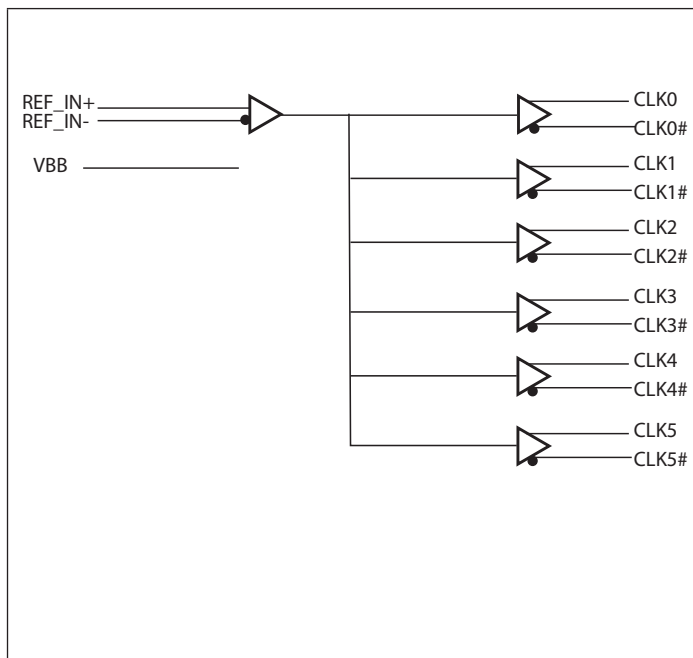 REF_IN+
REF_IN-
VBB
CLK0
CLK0#
CLK1
CLK1#
CLK2
CLK2#
CLK3
CLK3#
CLK4
CLK4#
CLK5
CLK5#